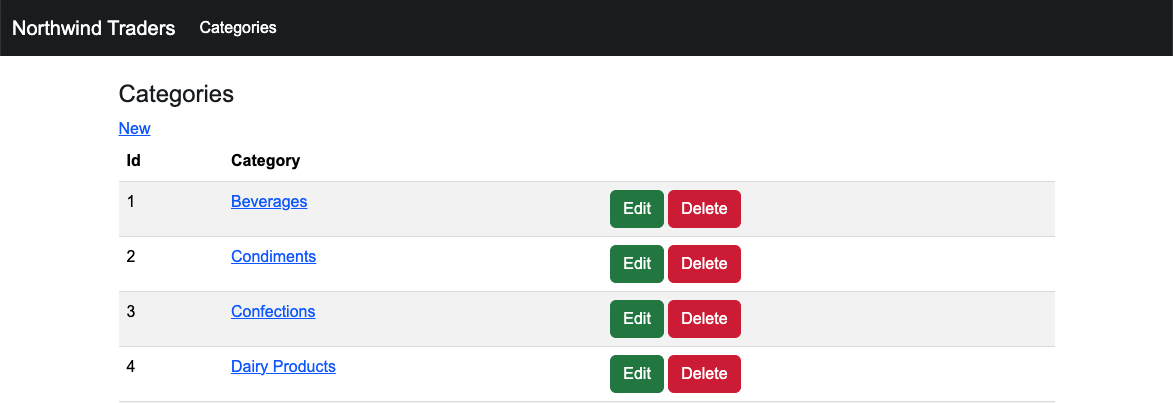 Northwind Traders Categories
Categories
New
Id Category
1 Beverages Edit Delete
2 Condiments Edit Delete
3 Confections Edit Delete
4 Dairy Products Edit Delete